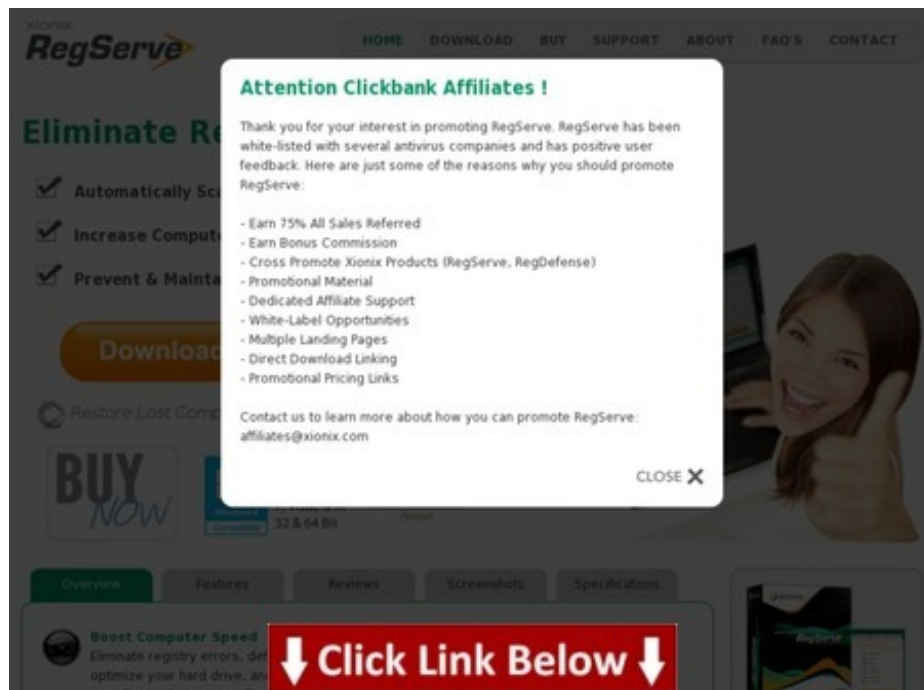 xionix
RegServe
HOME DOWNLOAD BUY SUPPORT ABOUT FAQ'S CONTACT
Attention Clickbank Affiliates !
Thank you for your interest in promoting RegServe. RegServe has been
white-listed with several antivirus companies and has positive user
feedback. Here are just some of the reasons why you should promote
RegServe:
- Earn 75% All Sales Referred
- Earn Bonus Commission
- Cross Promote Xionix Products (RegServe, RegDefense)
- Promotional Material
- Dedicated Affiliate Support
- White-Label Opportunities
- Multiple Landing Pages
- Direct Download Linking
- Promotional Pricing Links
Contact us to learn more about how you can promote RegServe:
affiliates@xionix.com
CLOSE
Eliminate
Automatically
Increase
Prevent & 
Download
Restore Lost
BUY
NOW
32 & 64 Bit
Overview Features Reviews Screenshots Specifications
Boost Computer Speed
Eliminate registry errors,
optimize your hard drive,
RegServe
Click Link Below